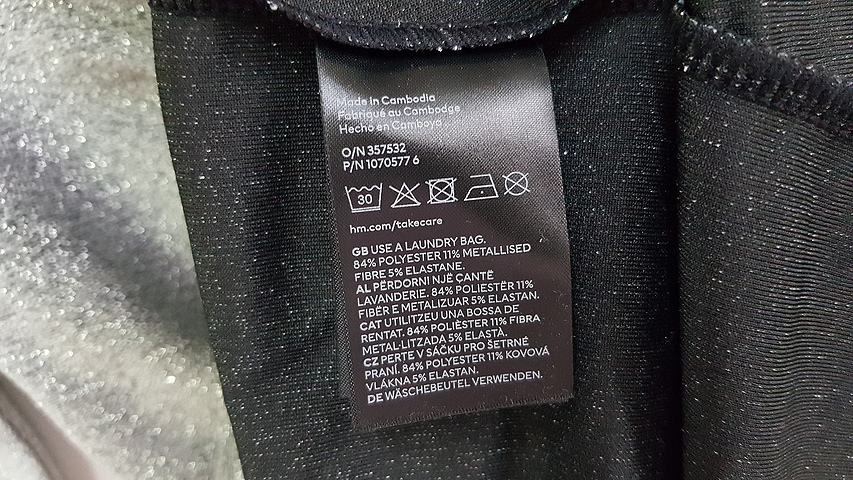 Made in Cambodia
Fabriqué au Cambodge
Hecho en Camboya
O/N 357532
P/N 1070577 6
30
hm.com/takecare
GB USE A LAUNDRY BAG.
84% POLYESTER 11% METALLISED
FIBRE 5% ELASTANE.
AL PËRDORNI NJË ÇANTË
LAVANDERIE. 84% POLIESTËR 11%
FIBËR E METALIZUAR 5% ELASTAN.
CAT UTILITZEU UNA BOSSA DE
RENTAT. 84% POLIÈSTER 11% FIBRA
METAL·LITZADA 5% ELASTÀ.
CZ PERTE V SÁČKU PRO ŠETRNÉ
PRANÍ. 84% POLYESTER 11% KOVOVÁ
VLÁKNA 5% ELASTAN.
DE WÄSCHEBEUTEL VERWENDEN.